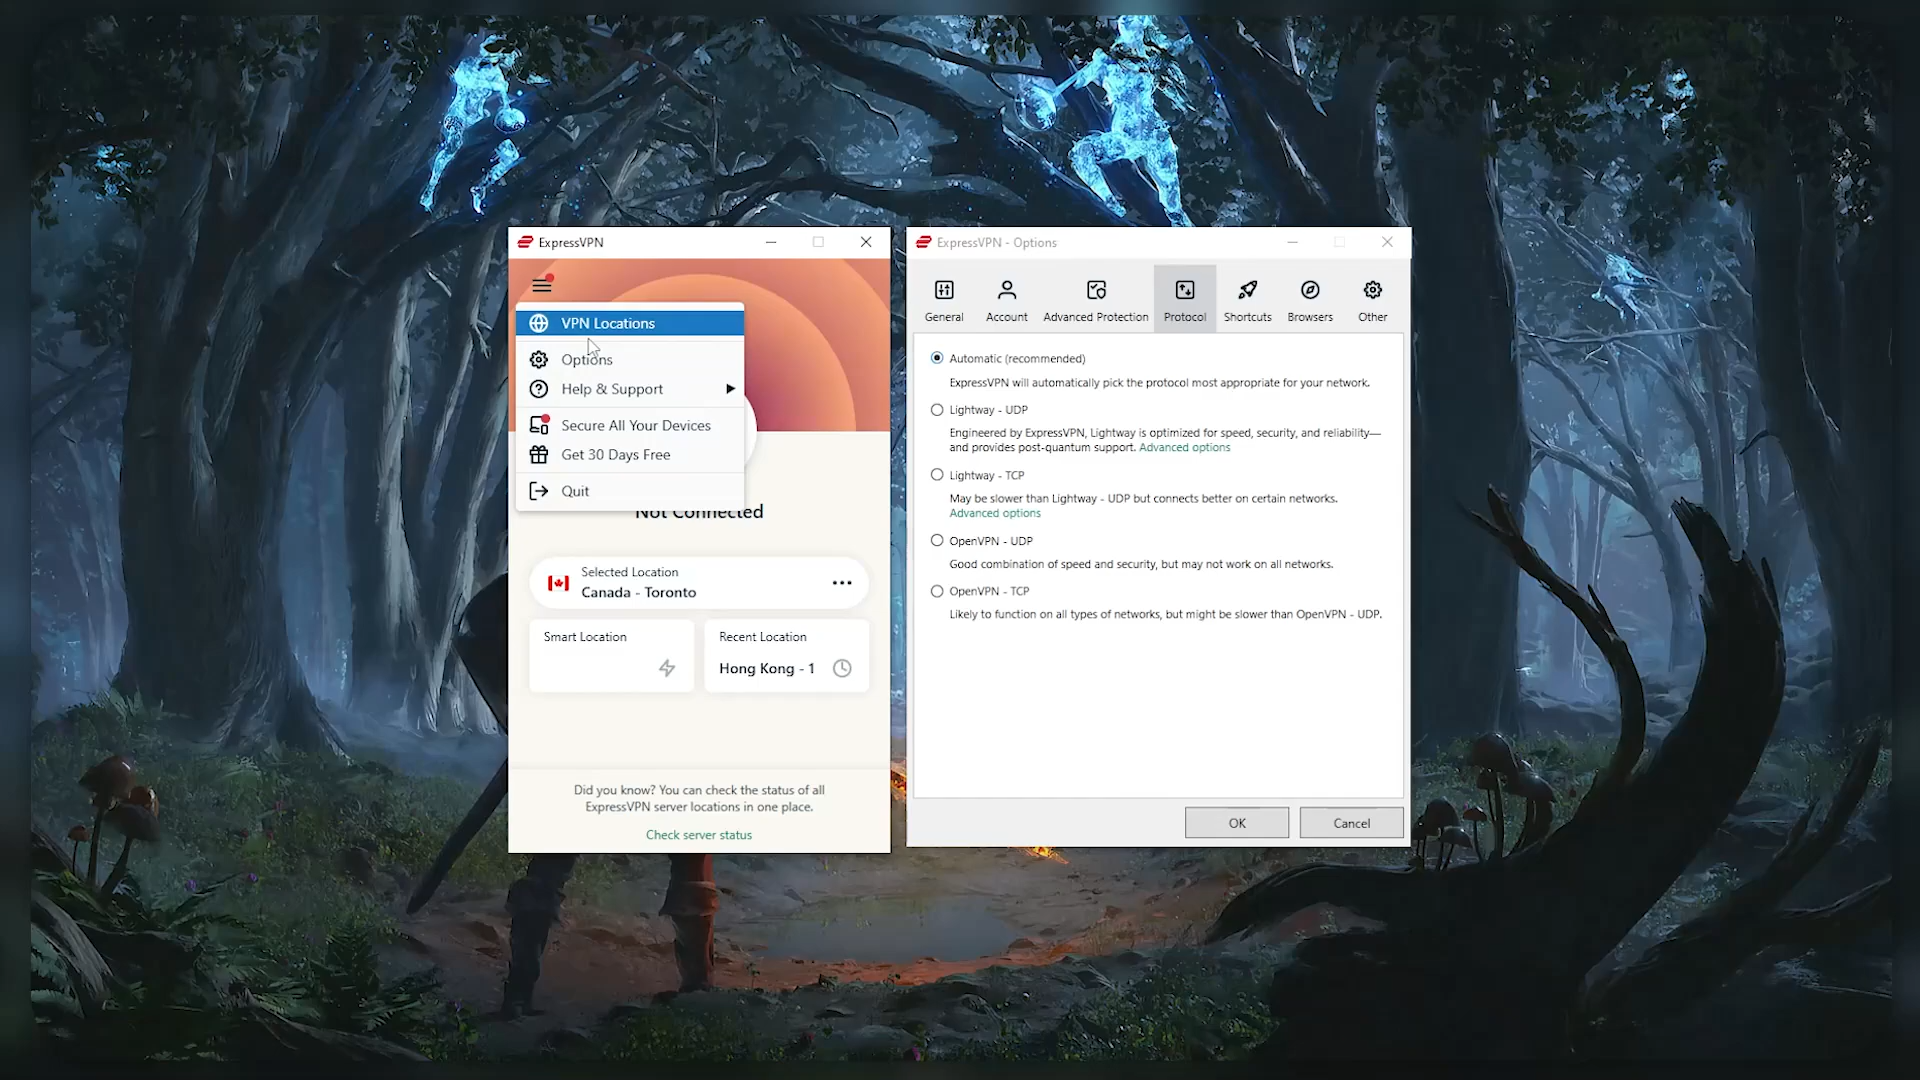 ExpressVPN
VPN Locations
Options
Help & Support
Secure All Your Devices
Get 30 Days Free
Quit
Not Connected
Selected Location
Canada - Toronto
Smart Location
Recent Location
Hong Kong - 1
Did you know? You can check the status of all
ExpressVPN server locations in one place.
Check server status
ExpressVPN - Options
General
Account
Advanced Protection
Protocol
Shortcuts
Browsers
Other
Automatic (recommended)
ExpressVPN will automatically pick the protocol most appropriate for your network.
Lightway - UDP
Engineered by ExpressVPN, Lightway is optimized for speed, security, and reliability—
and provides post-quantum support. Advanced options
Lightway - TCP
May be slower than Lightway - UDP but connects better on certain networks.
Advanced options
OpenVPN - UDP
Good combination of speed and security, but may not work on all networks.
OpenVPN - TCP
Likely to function on all types of networks, but might be slower than OpenVPN - UDP.
OK
Cancel